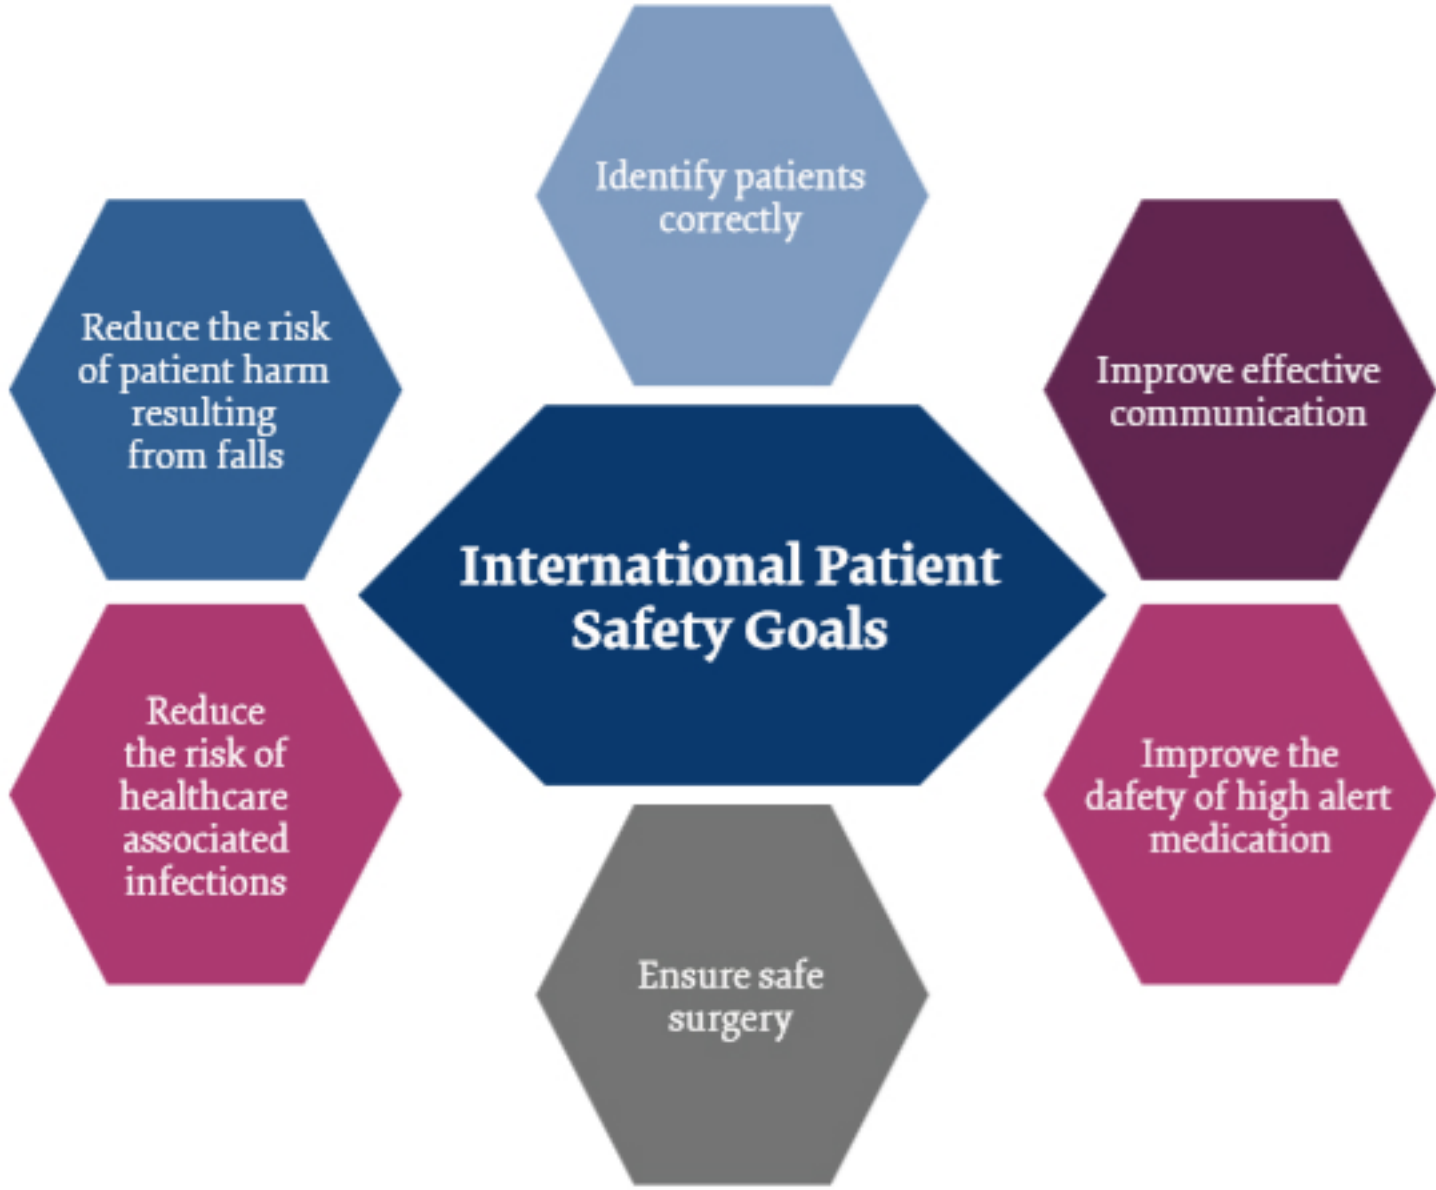 Identify patients
correctly
Reduce the risk
of patient harm
resulting
from falls
Improve effective
communication
International Patient
Safety Goals
Reduce
the risk of
healthcare
associated
infections
Improve the
dafety of high alert
medication
Ensure safe
surgery